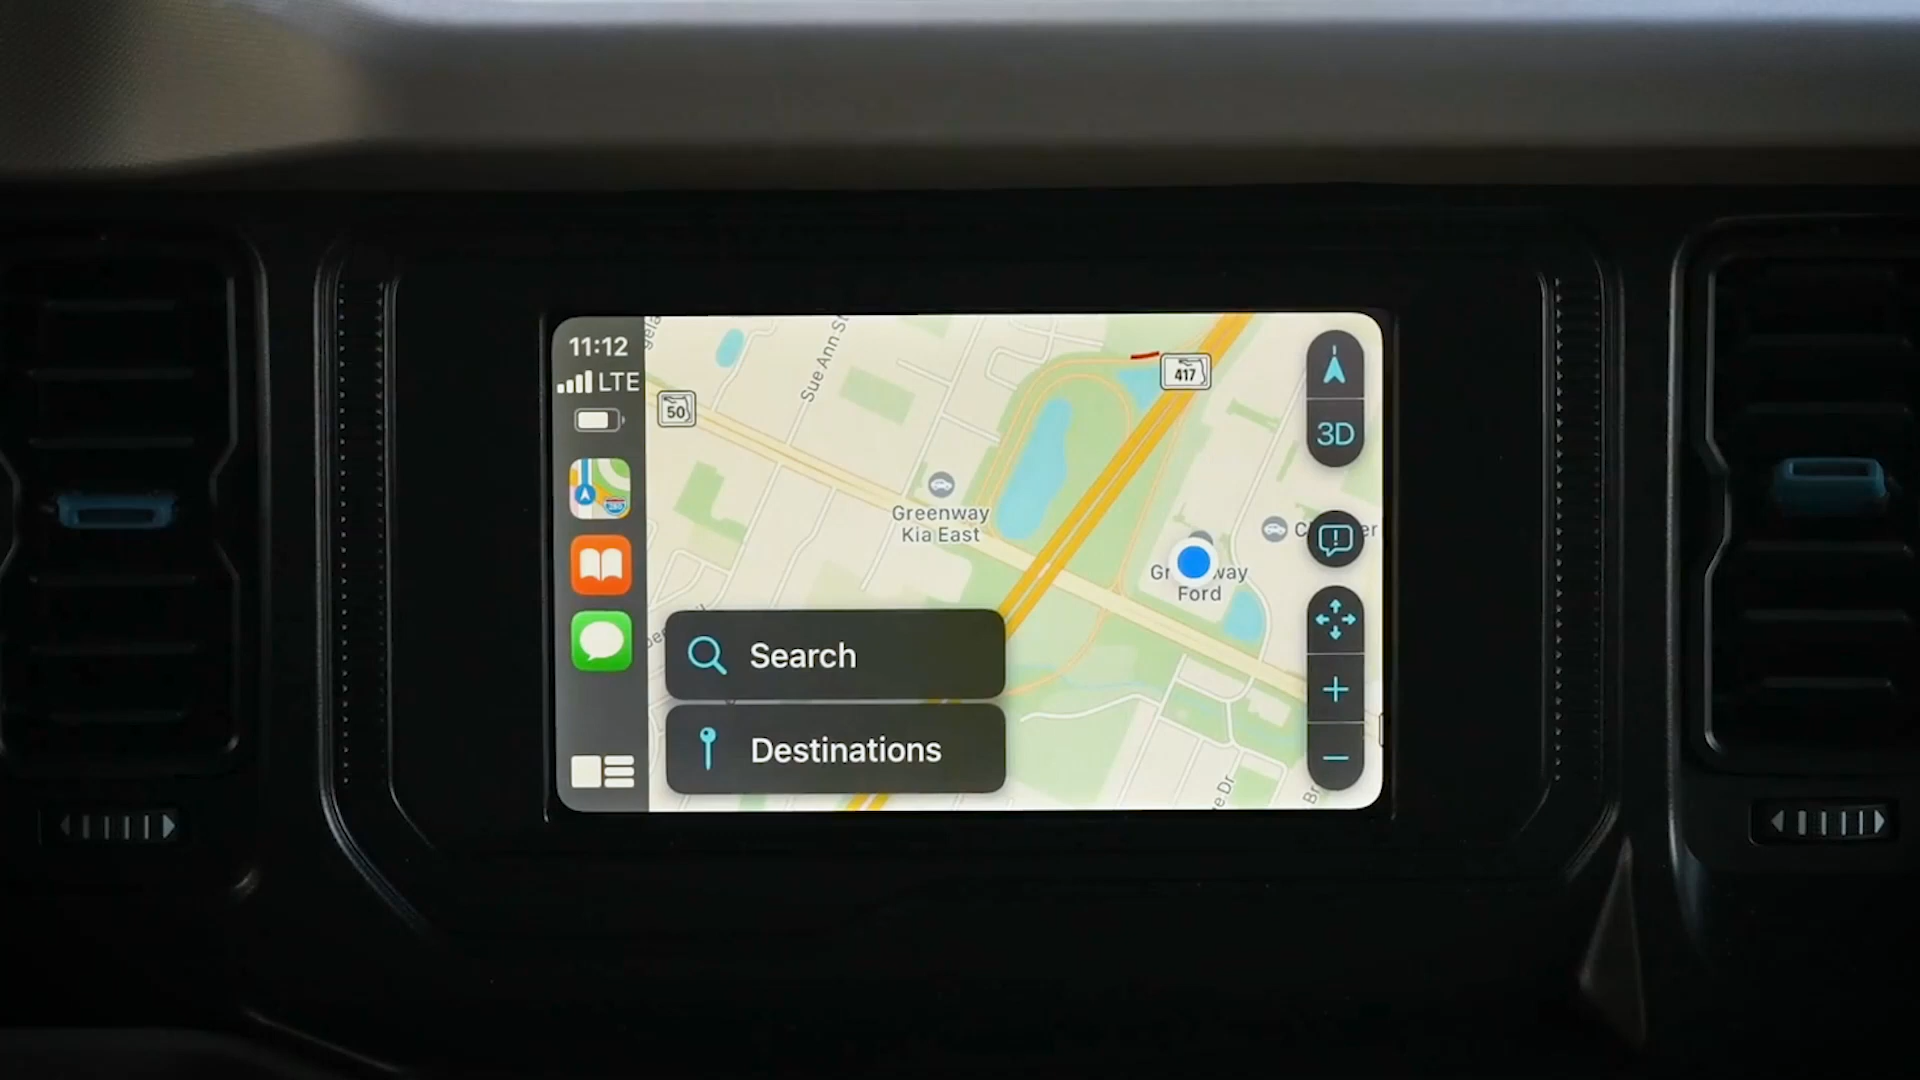 11:12
LTE
Sue Ann St
50
417
3D
Greenway
Kia East
Ford
Search
Destinations